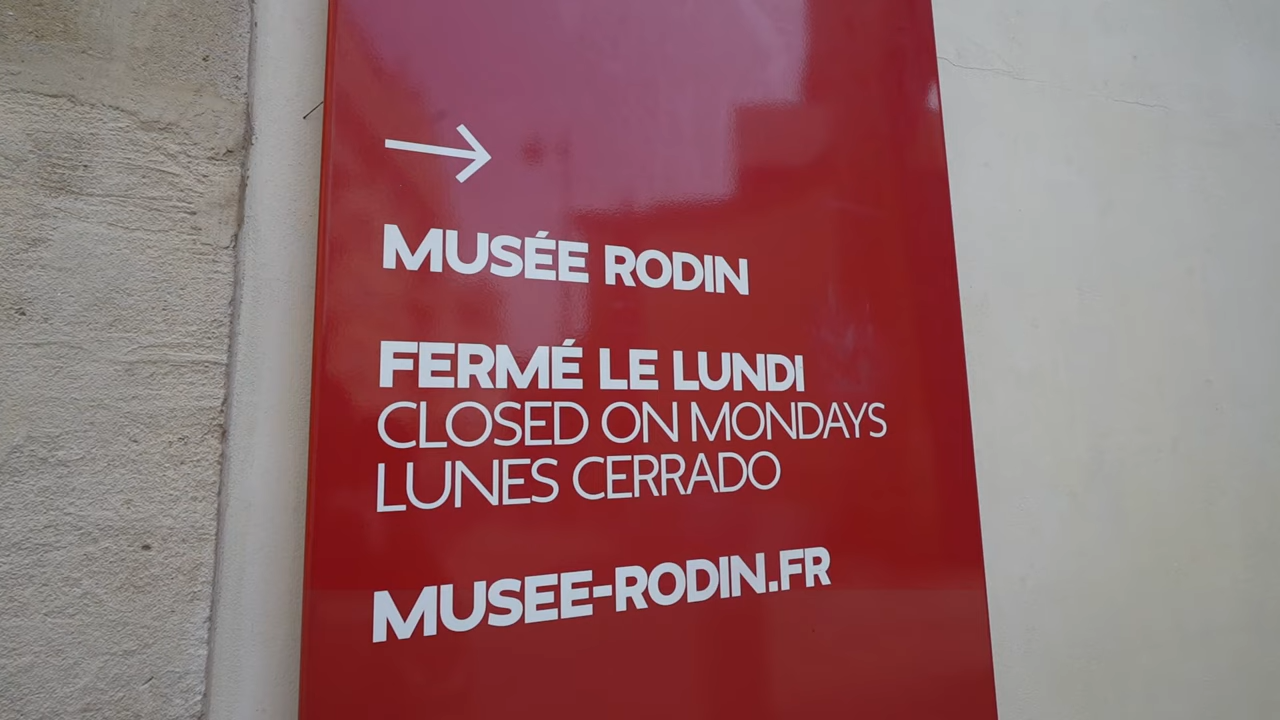 MUSÉE RODIN
FERMÉ LE LUNDI
CLOSED ON MONDAYS
LUNES CERRADO
MUSEE-RODIN.FR